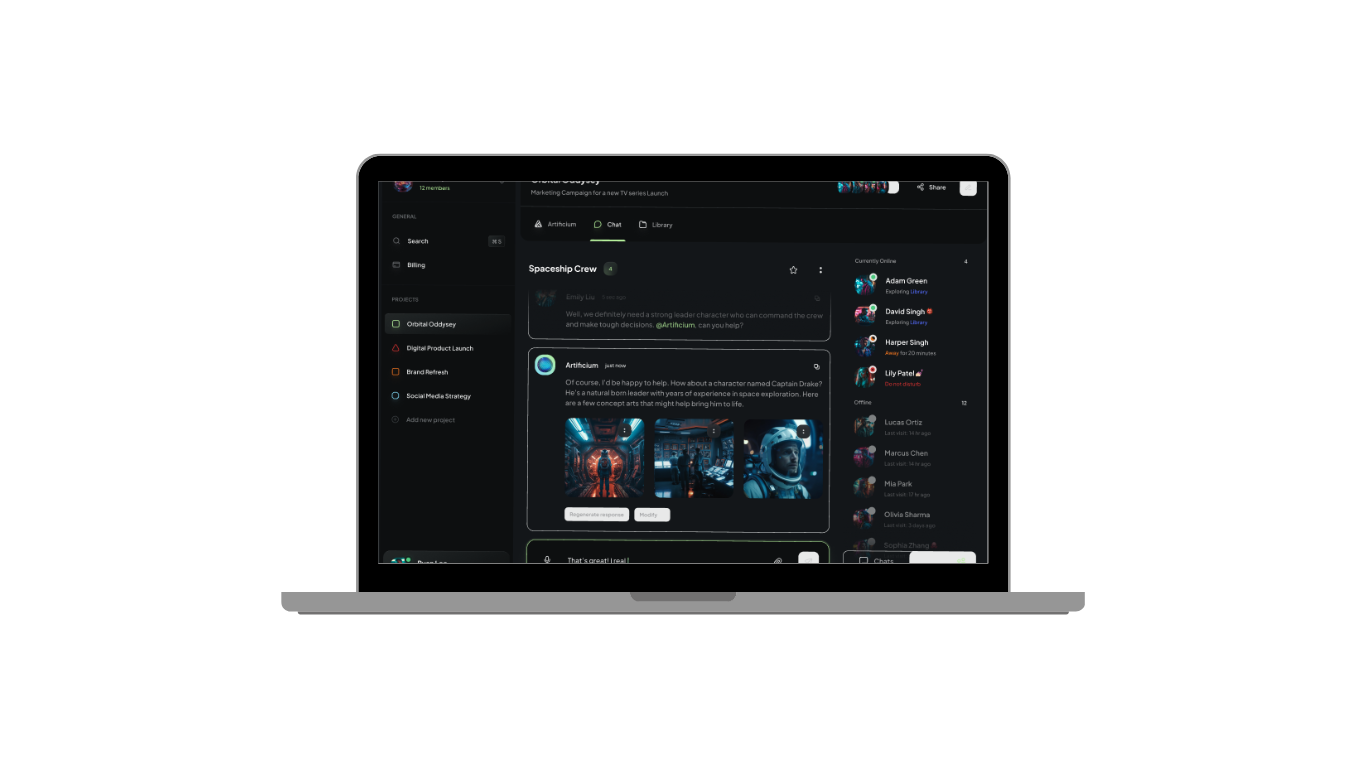 12 members
GENERAL
Search
⌘ S
Billing
PROJECTS
Orbital Oddysey
Digital Product Launch
Brand Refresh
Social Media Strategy
Add new project
Ryan Lee
Orbital Oddysey
Marketing Campaign for a new TV series Launch
Share
Artificium
Chat
Library
Spaceship Crew 4
Emily Liu
Well, we definitely need a strong leader character who can command the crew
and make tough decisions. @Artificium, can you help?
Artificium just now
Of course, I'd be happy to help. How about a character named Captain Drake?
He's a natural born leader with years of experience in space exploration. Here
are a few concept arts that might help bring him to life.
Regenerate response
Modify
That's great! I real
Currently Online 4
Adam Green
Exploring Library
David Singh
Exploring Library
Harper Singh
Away for 20 minutes
Lily Patel
Do not disturb
Offline 12
Lucas Ortiz
Last visit: 14 hr ago
Marcus Chen
Last visit: 14 hr ago
Mia Park
Last visit: 17 hr ago
Olivia Sharma
Last visit: 3 days ago
Sophie Zhang
Chats